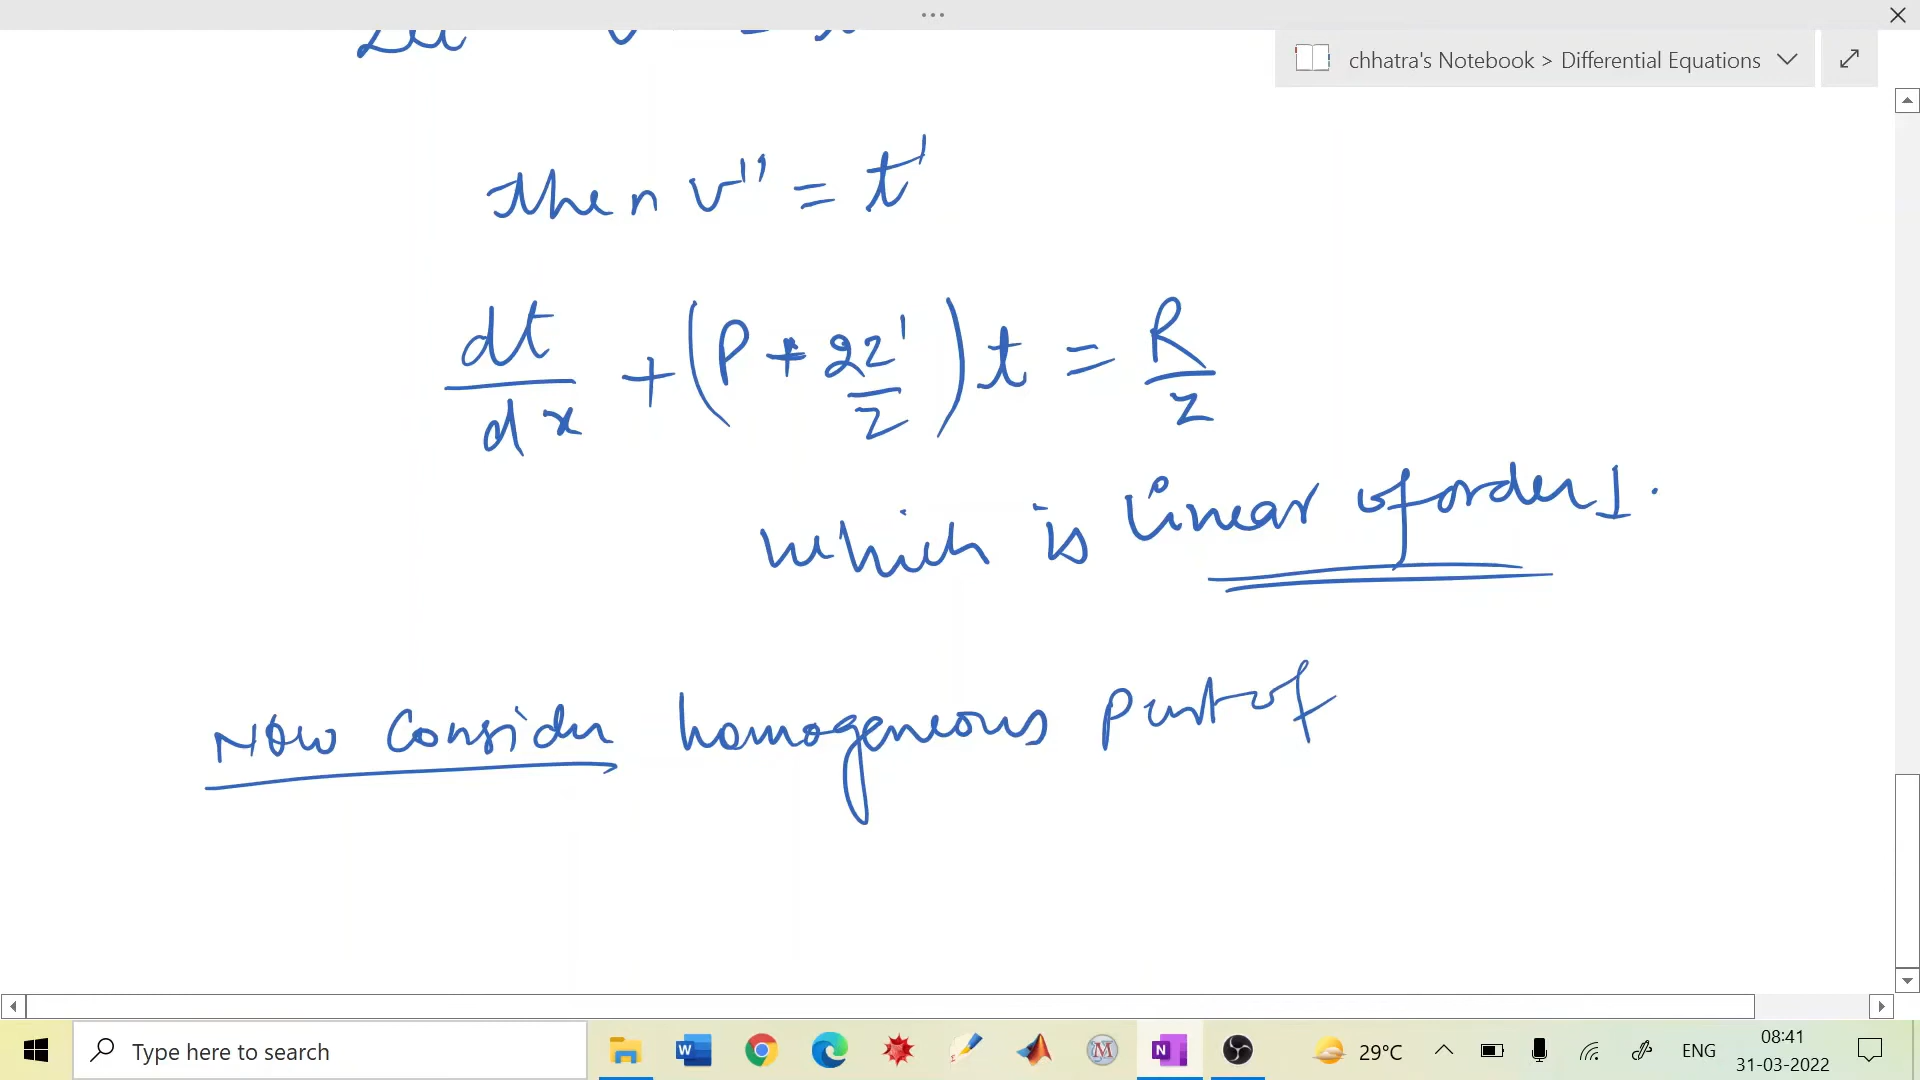 chhatra's Notebook > Differential Equations
then v'' = t'
dt/dx + (P + 2z'/z) t = R/z
which is linear of order 1.
Now Consider homogeneous part of
Type here to search
29°C
ENG
08:41
31-03-2022